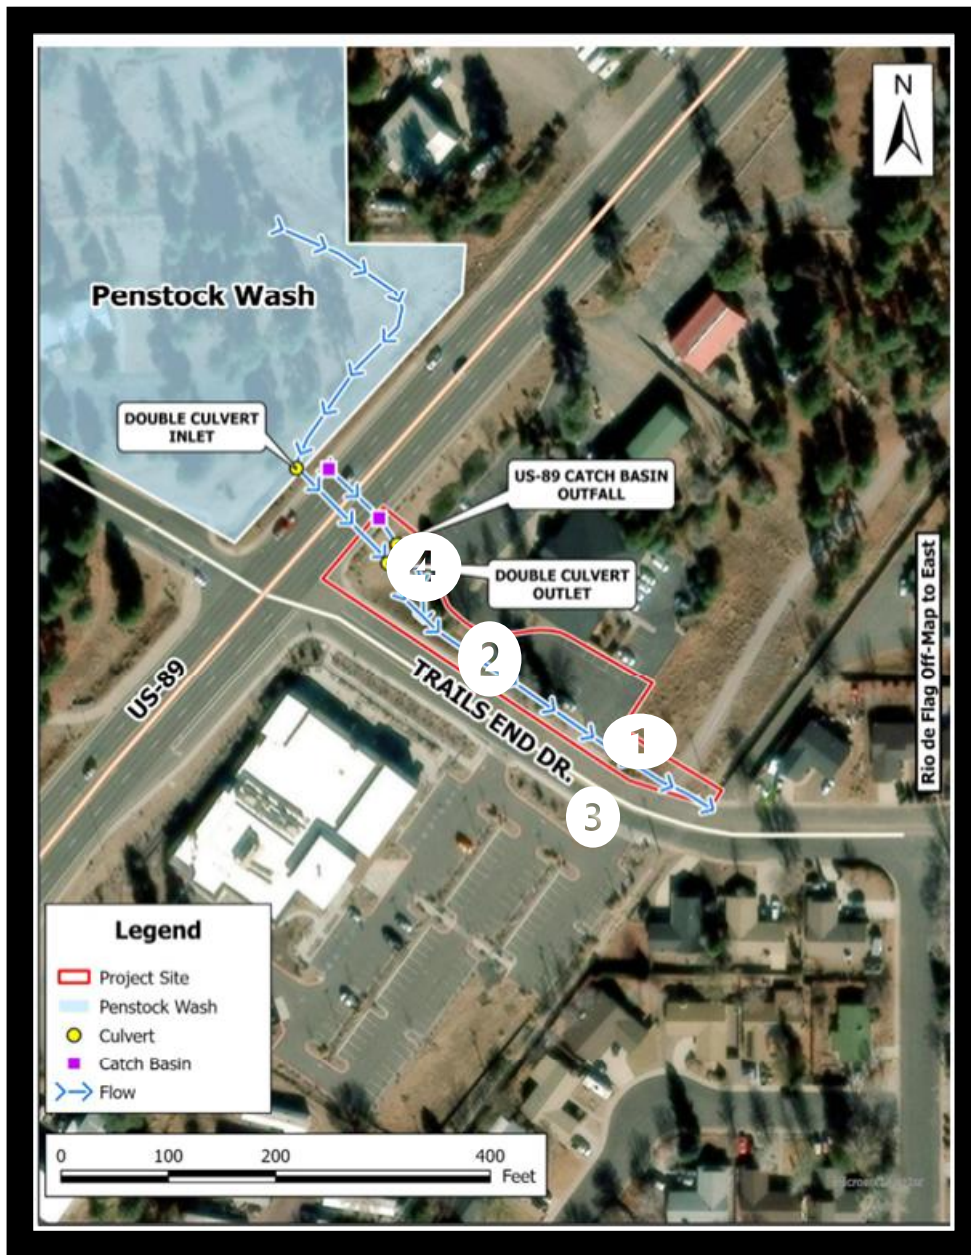 N
Penstock Wash
DOUBLE CULVERT
INLET
US-89 CATCH BASIN
OUTFALL
4
DOUBLE CULVERT
OUTLET
2
US-89
TRAILS END DR.
1
3
Rio de Flag Off-Map to East
Legend
Project Site
Penstock Wash
Culvert
Catch Basin
Flow
0 100 200 400
Feet